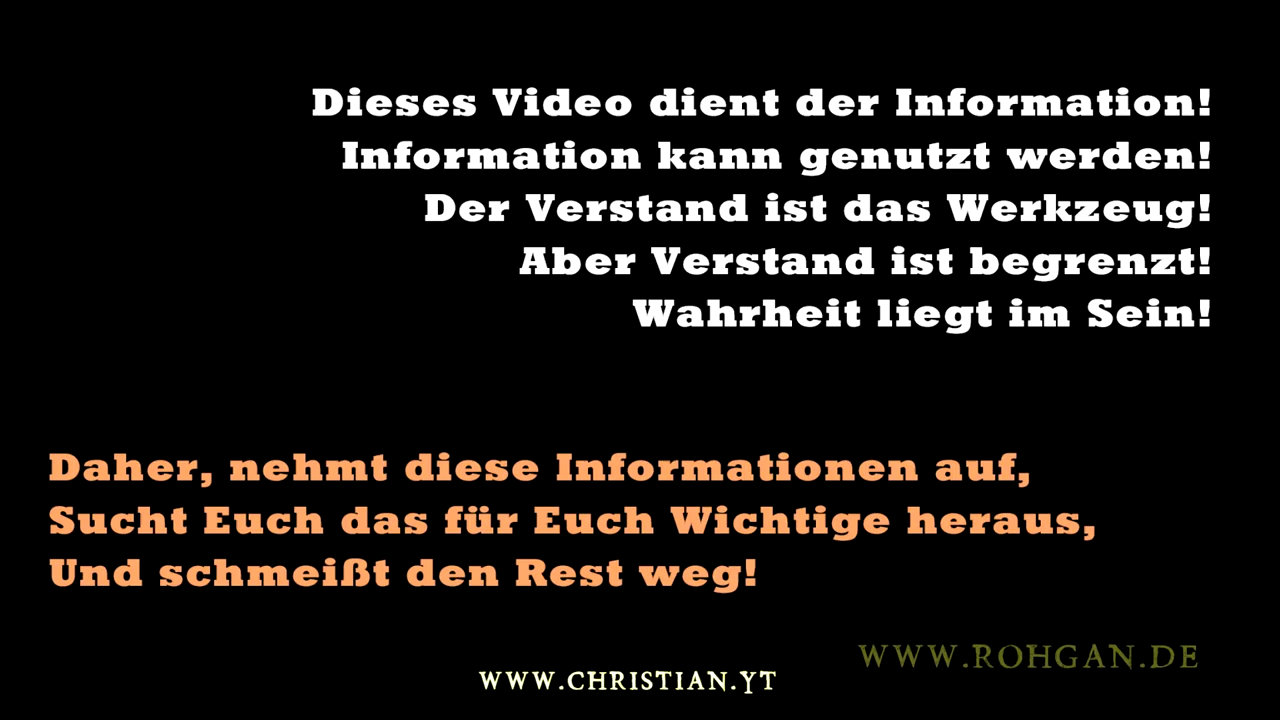 Dieses Video dient der Information!
Information kann genutzt werden!
Der Verstand ist das Werkzeug!
Aber Verstand ist begrenzt!
Wahrheit liegt im Sein!
Daher, nehmt diese Informationen auf,
Sucht Euch das für Euch Wichtige heraus,
Und schmeißt den Rest weg!
WWW.ROHGAN.DE
WWW.CHRISTIAN.YT